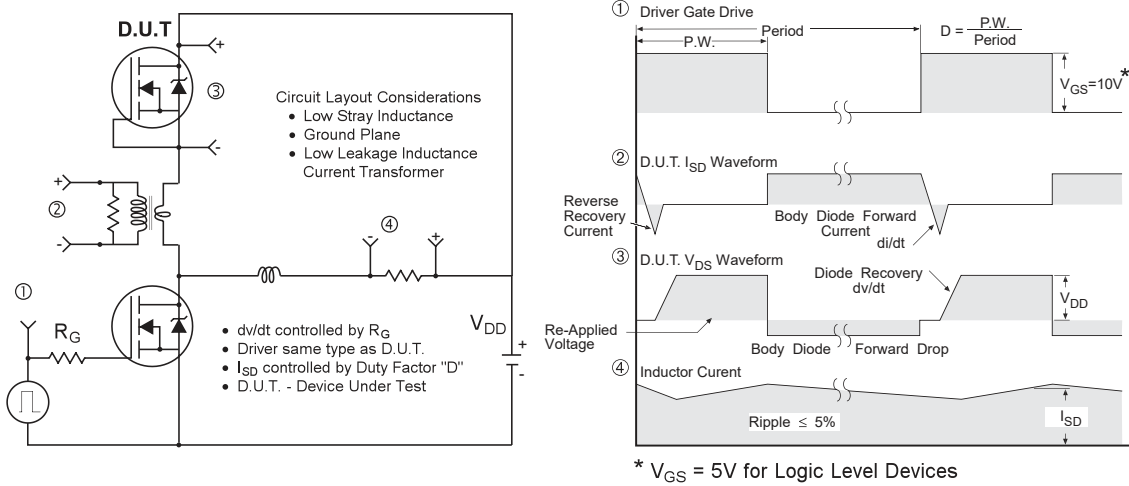 D.U.T
+
③
-
Circuit Layout Considerations
• Low Stray Inductance
• Ground Plane
• Low Leakage Inductance
Current Transformer
+
②
-
④
-
+
①
R_G
V_DD
+
-
• dv/dt controlled by R_G
• Driver same type as D.U.T.
• I_SD controlled by Duty Factor "D"
• D.U.T. - Device Under Test
① Driver Gate Drive
Period
P.W.
D = P.W. / Period
V_GS=10V *
② D.U.T. I_SD Waveform
Reverse
Recovery
Current
Body Diode Forward
Current
di/dt
③ D.U.T. V_DS Waveform
Diode Recovery
dv/dt
V_DD
Re-Applied
Voltage
Body Diode Forward Drop
④ Inductor Curent
Ripple ≤ 5%
I_SD
* V_GS = 5V for Logic Level Devices